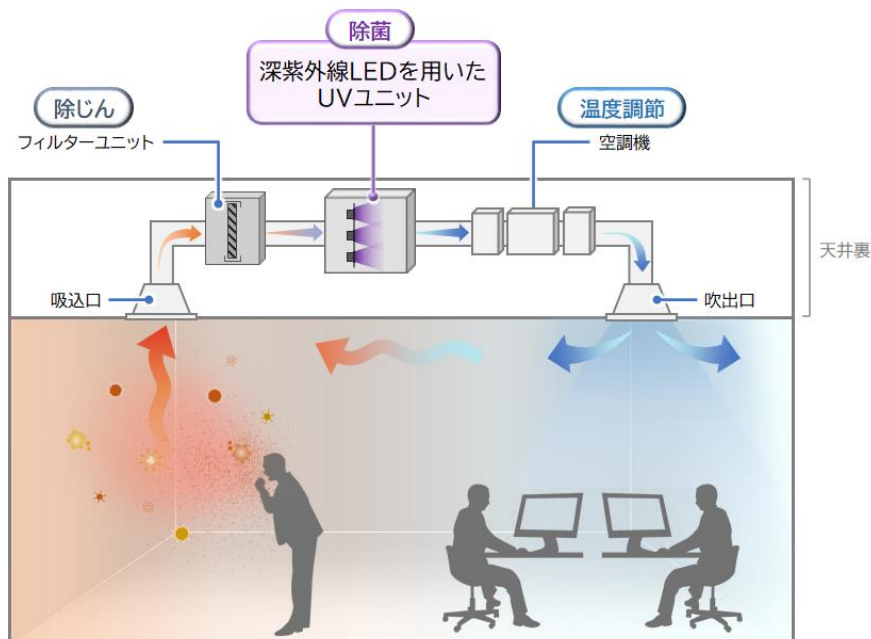 除菌
深紫外線LEDを用いた
UVユニット
除じん
フィルターユニット
温度調節
空調機
天井裏
吸込口
吹出口